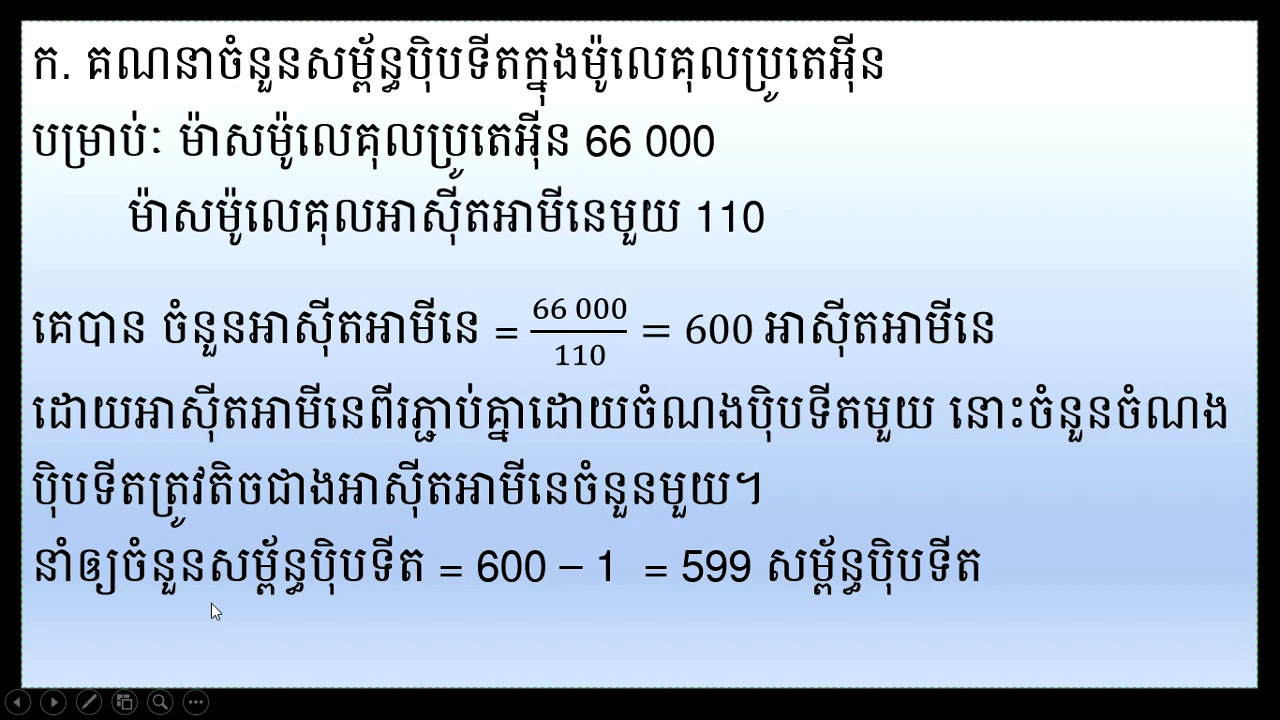 ក. គណនាចំនួនសម្ព័ន្ធប៉ិបទីតក្នុងម៉ូលេគុលប្រូតេអ៊ីន
បម្រាប់: ម៉ាសម៉ូលេគុលប្រូតេអ៊ីន 66 000
ម៉ាសម៉ូលេគុលអាស៊ីតអាមីនេមួយ 110
គេបាន ចំនួនអាស៊ីតអាមីនេ = \frac{66 000}{110} = 600 អាស៊ីតអាមីនេ
ដោយអាស៊ីតអាមីនេពីរភ្ជាប់គ្នាដោយចំណងប៉ិបទីតមួយ នោះចំនួនចំណង
ប៉ិបទីតត្រូវតិចជាងអាស៊ីតអាមីនេចំនួនមួយ។
នាំឲ្យចំនួនសម្ព័ន្ធប៉ិបទីត = 600 – 1 = 599 សម្ព័ន្ធប៉ិបទីត